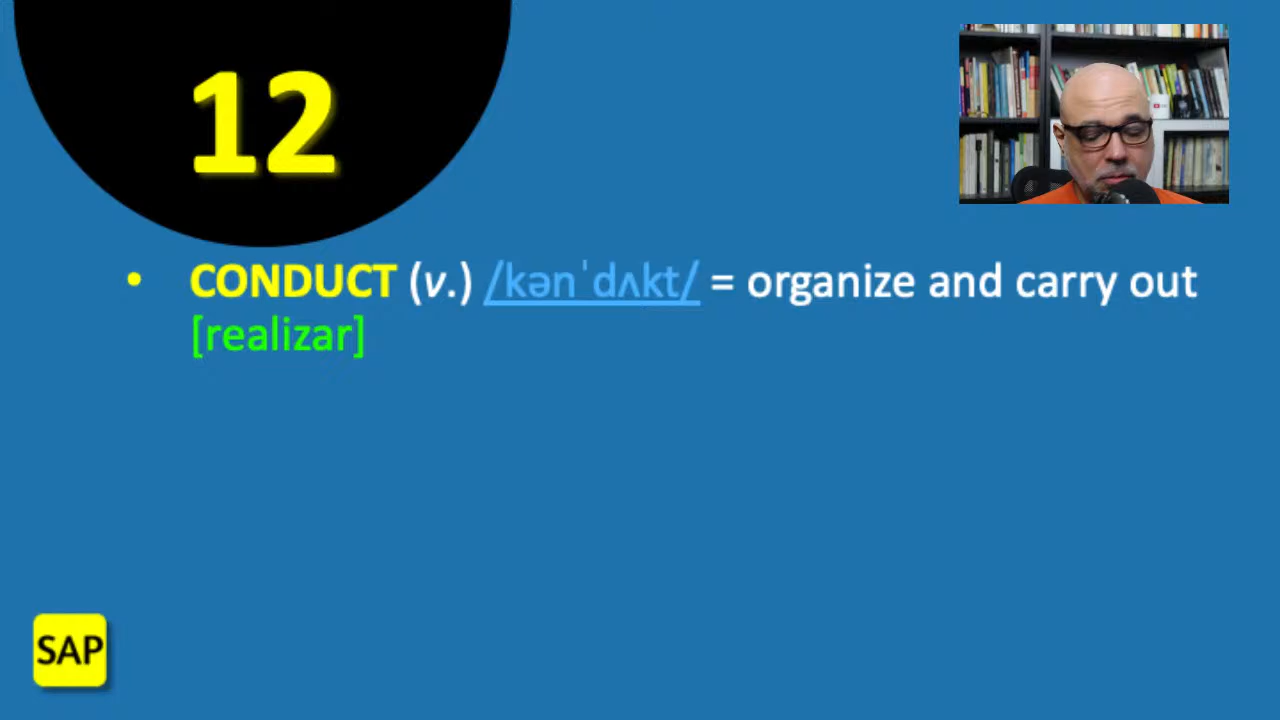 12
• CONDUCT (v.) /kənˈdʌkt/ = organize and carry out
[realizar]
SAP